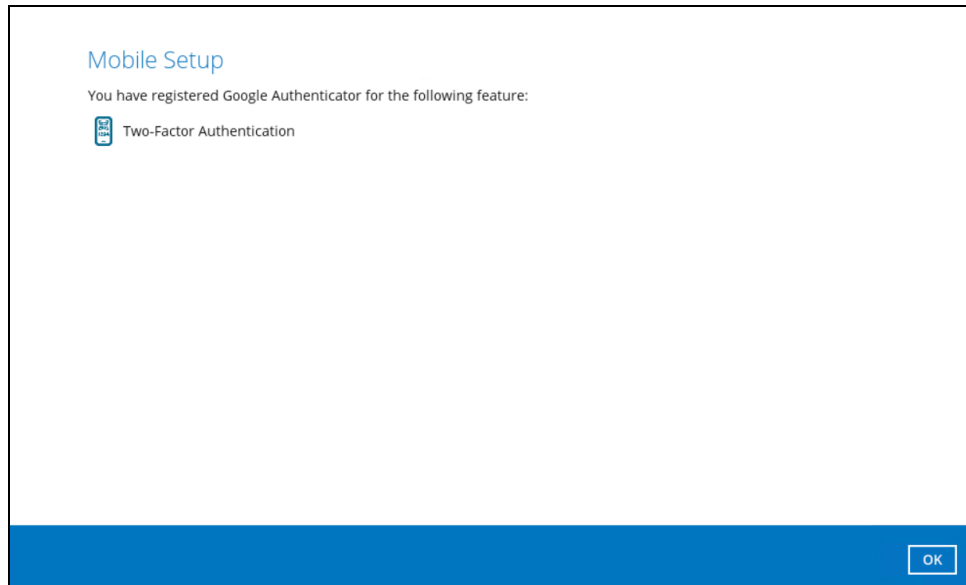 Mobile Setup
You have registered Google Authenticator for the following feature:
Two-Factor Authentication
OK